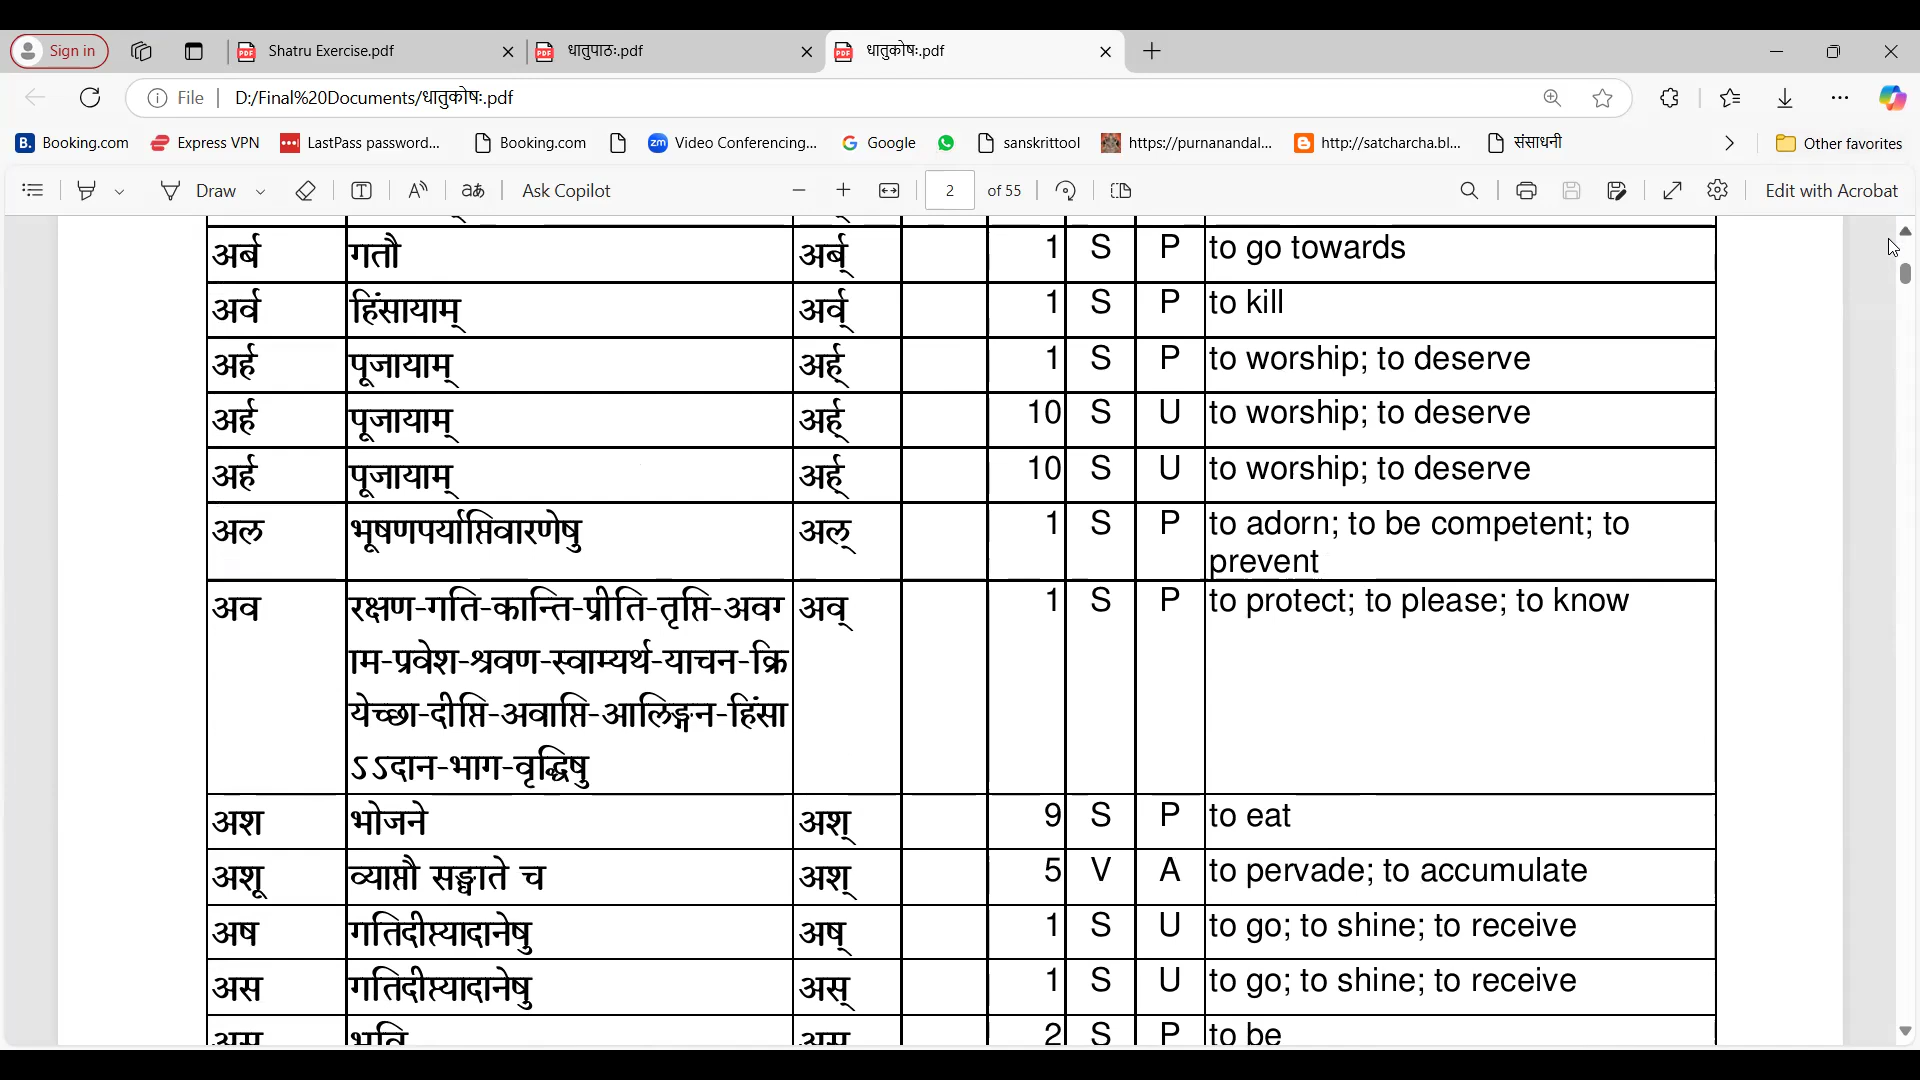 Sign in Shatru Exercise.pdf धातुपाठः.pdf धातुकोषः.pdf
File D:/Final%20Documents/धातुकोषः.pdf
Booking.com Express VPN LastPass password... Booking.com Video Conferencing... Google sanskrittool https://purnanandal... http://satcharcha.bl... संसाधनी Other favorites
Draw Ask Copilot 2 of 55 Edit with Acrobat
अर्ब गतौ अर्ब् 1 S P to go towards
अर्व हिंसायाम् अर्व् 1 S P to kill
अर्ह पूजायाम् अर्ह् 1 S P to worship; to deserve
अर्ह पूजायाम् अर्ह् 10 S U to worship; to deserve
अर्ह पूजायाम् अर्ह् 10 S U to worship; to deserve
अल भूषणपर्याप्तिवारणेषु अल् 1 S P to adorn; to be competent; to
prevent
अव रक्षण-गति-कान्ति-प्रीति-तृप्ति-अवग अव् 1 S P to protect; to please; to know
ाम-प्रवेश-श्रवण-स्वाम्यर्थ-याचन-क्रि
येच्छा-दीप्ति-अवाप्ति-आलिङ्गन-हिंसा
ऽऽदान-भाग-वृद्धिषु
अश भोजने अश् 9 S P to eat
अशू व्याप्तौ सङ्घाते च अश् 5 V A to pervade; to accumulate
अष गतिदीप्त्यादानेषु अष् 1 S U to go; to shine; to receive
अस गतिदीप्त्यादानेषु अस् 1 S U to go; to shine; to receive
अस भुवि अस् 2 S P to be